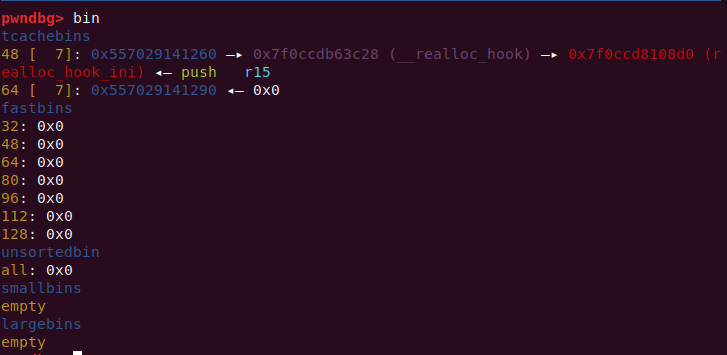 pwndbg> bin
tcachebins
48 [  7]: 0x557029141260 —▸ 0x7f0ccdb63c28 (__realloc_hook) —▸ 0x7f0ccd8108d0 (r
ealloc_hook_ini) ◂— push   r15
64 [  7]: 0x557029141290 ◂— 0x0
fastbins
32: 0x0
48: 0x0
64: 0x0
80: 0x0
96: 0x0
112: 0x0
128: 0x0
unsortedbin
all: 0x0
smallbins
empty
largebins
empty